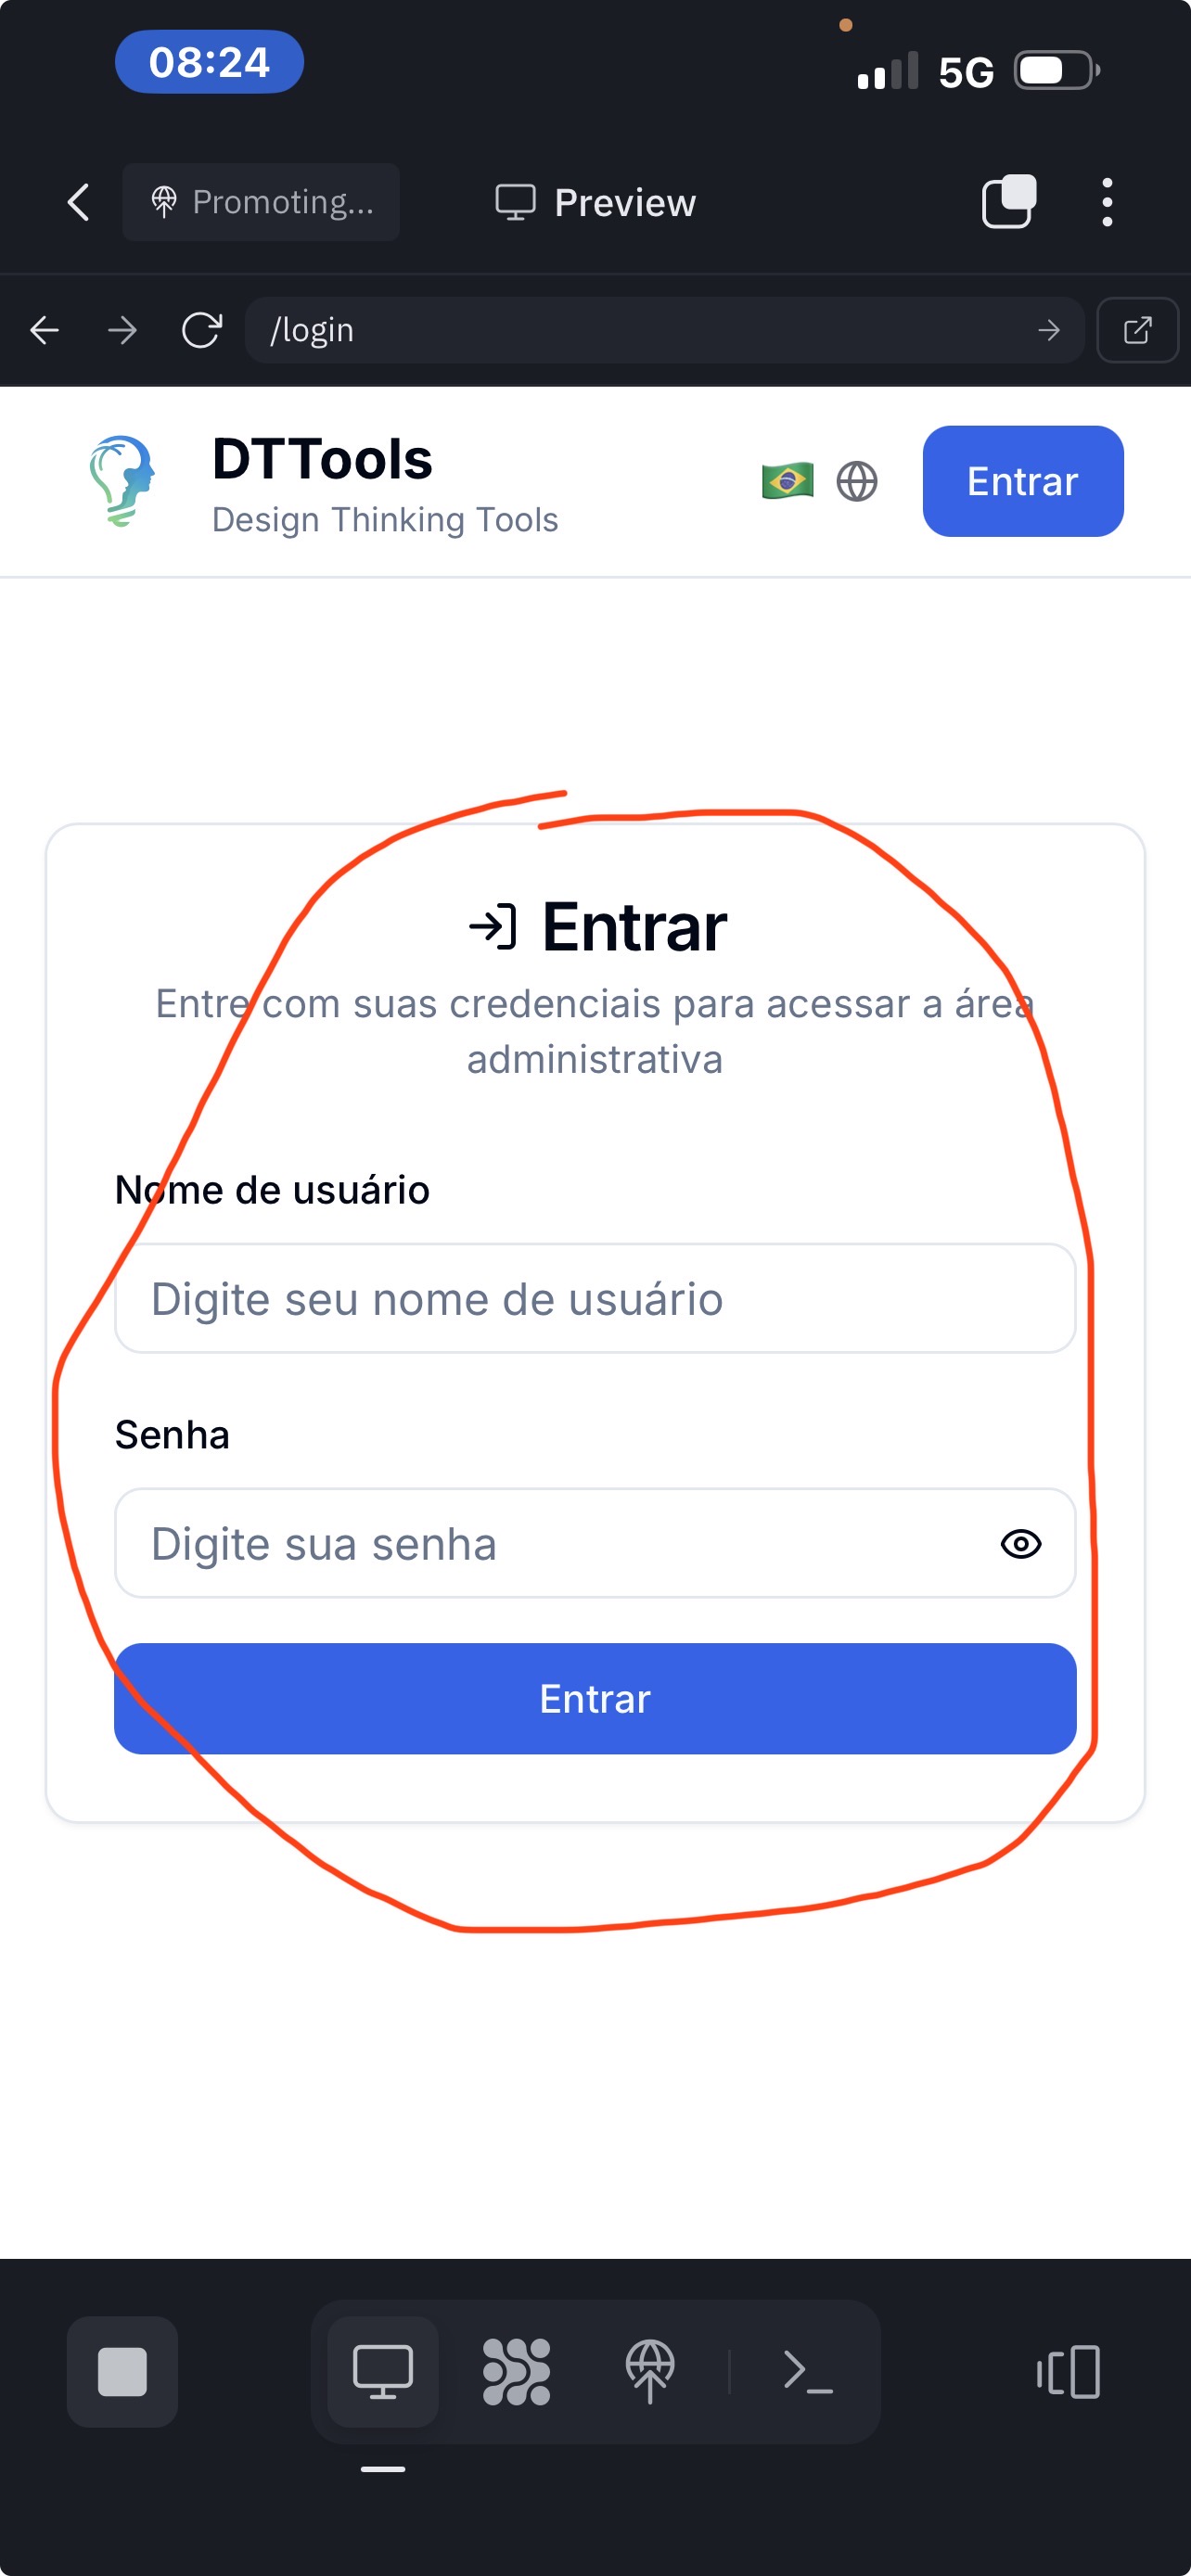 08:24
5G
Promoting...
Preview
/login
DTTools
Design Thinking Tools
Entrar
Entrar
Entre com suas credenciais para acessar a área
administrativa
Nome de usuário
Digite seu nome de usuário
Senha
Digite sua senha
Entrar